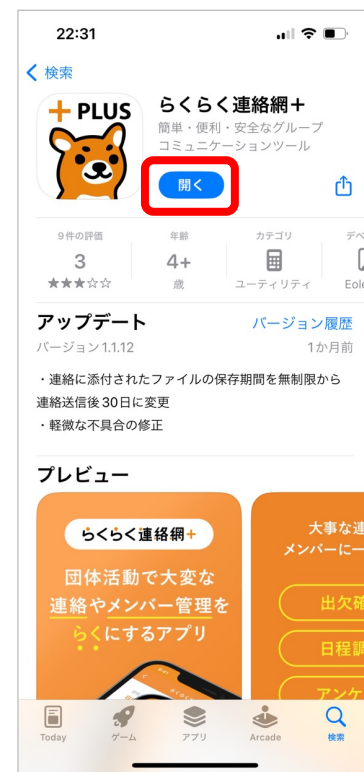 22:31
検索
+ PLUS
らくらく連絡網＋
簡単・便利・安全なグループ
コミュニケーションツール
開く
9件の評価
年齢
カテゴリ
デベ
3
4+
★★★☆☆
歳
ユーティリティ
Eole
アップデート
バージョン履歴
バージョン 1.1.12
1か月前
・連絡に添付されたファイルの保存期間を無制限から
連絡送信後30日に変更
・軽微な不具合の修正
プレビュー
らくらく連絡網+
団体活動で大変な
連絡やメンバー管理を
らくにするアプリ
大事な連
メンバーに一
出欠確
日程調
アンケ
Today
ゲーム
アプリ
Arcade
検索